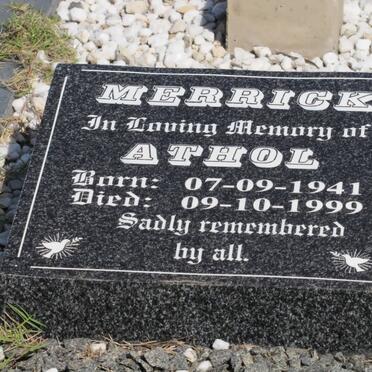 MERRICK
In Loving Memory of
ATHOL
Born: 07-09-1941
Died: 09-10-1999
Sadly remembered
by all.